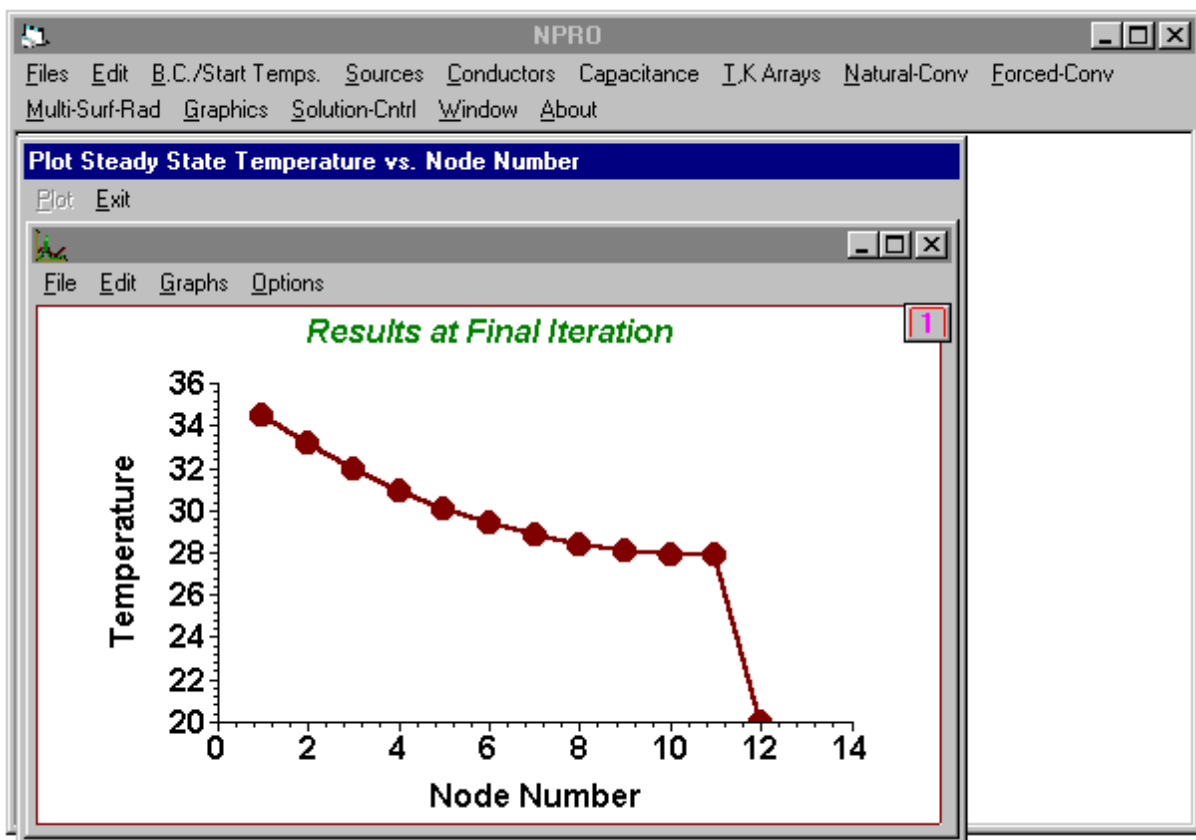 NPRO
Files Edit B.C./Start Temps. Sources Conductors Capacitance T,K Arrays Natural-Conv Forced-Conv
Multi-Surf-Rad Graphics Solution-Cntrl Window About
Plot Steady State Temperature vs. Node Number
Plot Exit
File Edit Graphs Options
1
Results at Final Iteration
36
34
32
30
28
26
24
22
20
Temperature
0 2 4 6 8 10 12 14
Node Number